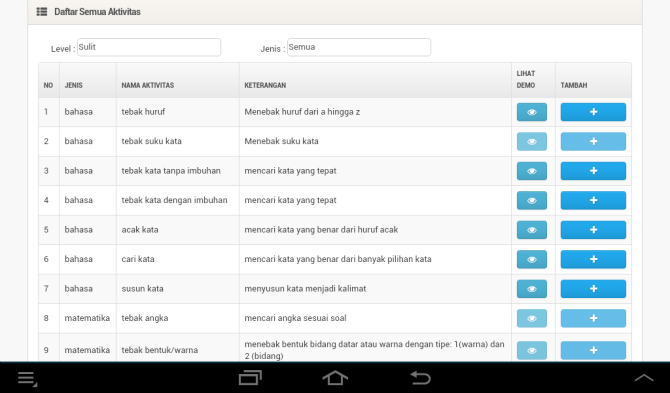 Daftar Semua Aktivitas
Level : Sulit Jenis : Semua
NO JENIS NAMA AKTIVITAS KETERANGAN LIHAT DEMO TAMBAH
1 bahasa tebak huruf Menebak huruf dari a hingga z
2 bahasa tebak suku kata Menebak suku kata
3 bahasa tebak kata tanpa imbuhan mencari kata yang tepat
4 bahasa tebak kata dengan imbuhan mencari kata yang tepat
5 bahasa acak kata mencari kata yang benar dari huruf acak
6 bahasa cari kata mencari kata yang benar dari banyak pilihan kata
7 bahasa susun kata menyusun kata menjadi kalimat
8 matematika tebak angka mencari angka sesuai soal
9 matematika tebak bentuk/warna menebak bentuk bidang datar atau warna dengan tipe: 1(warna) dan
2 (bidang)